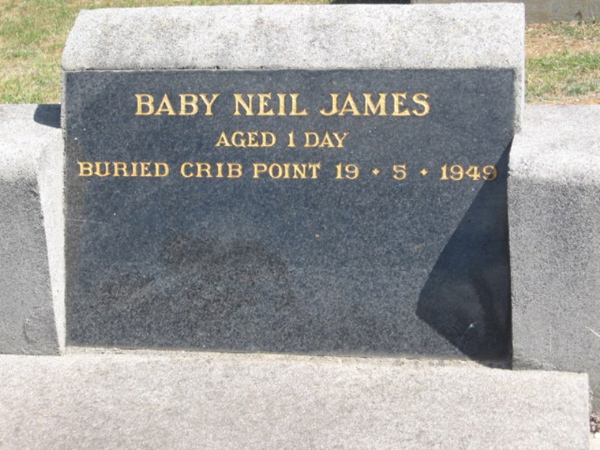 BABY NEIL JAMES
AGED 1 DAY
BURIED CRIB POINT 19 • 5 • 1949